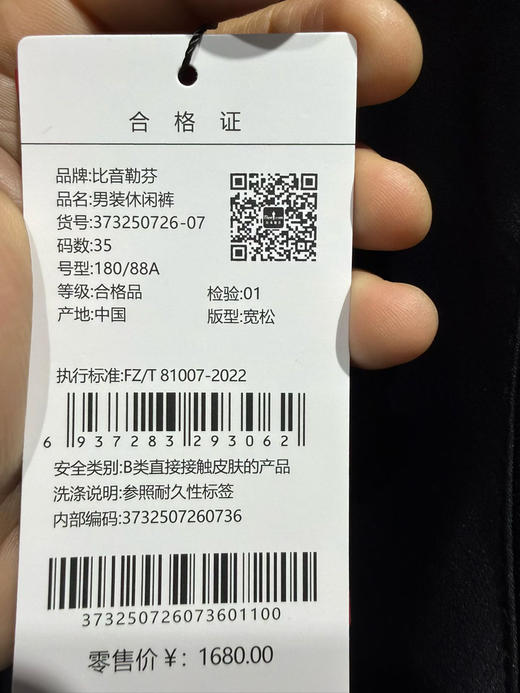 合格证
品牌:比音勒芬
品名:男装休闲裤
货号:373250726-07
码数:35
号型:180/88A
等级:合格品 检验:01
产地:中国 版型:宽松
执行标准:FZ/T 81007-2022
6 937283 293062
安全类别:B类直接接触皮肤的产品
洗涤说明:参照耐久性标签
内部编码:3732507260736
373250726073601100
零售价¥: 1680.00